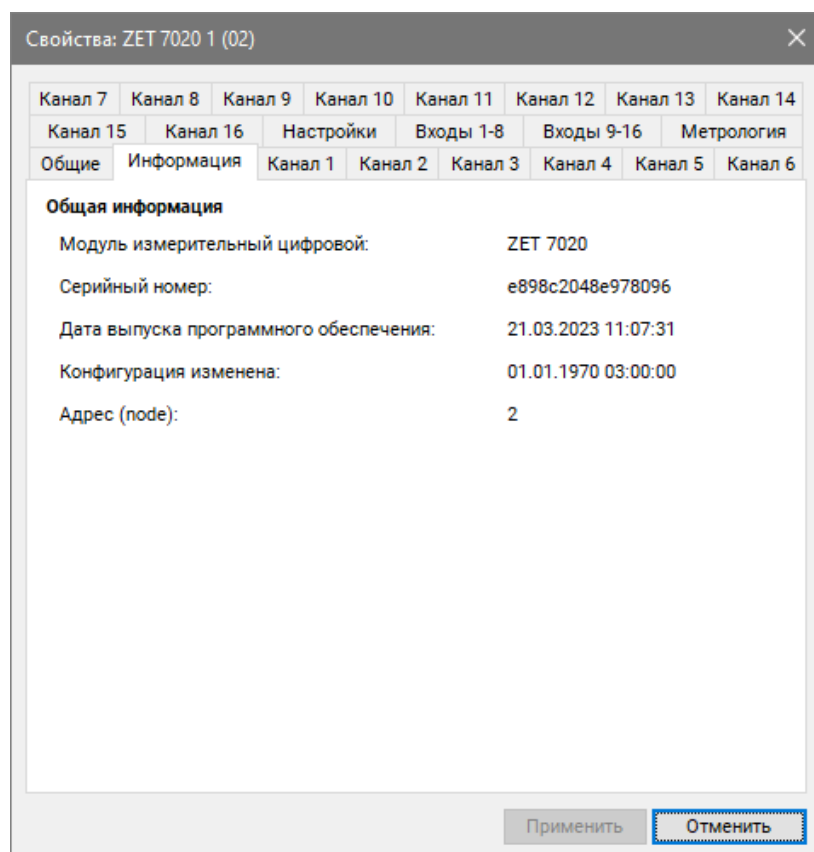 Свойства: ZET 7020 1 (02)
Канал 7 Канал 8 Канал 9 Канал 10 Канал 11 Канал 12 Канал 13 Канал 14
Канал 15 Канал 16 Настройки Входы 1-8 Входы 9-16 Метрология
Общие Информация Канал 1 Канал 2 Канал 3 Канал 4 Канал 5 Канал 6
Общая информация
Модуль измерительный цифровой: ZET 7020
Серийный номер: e898c2048e978096
Дата выпуска программного обеспечения: 21.03.2023 11:07:31
Конфигурация изменена: 01.01.1970 03:00:00
Адрес (node): 2
Применить Отменить